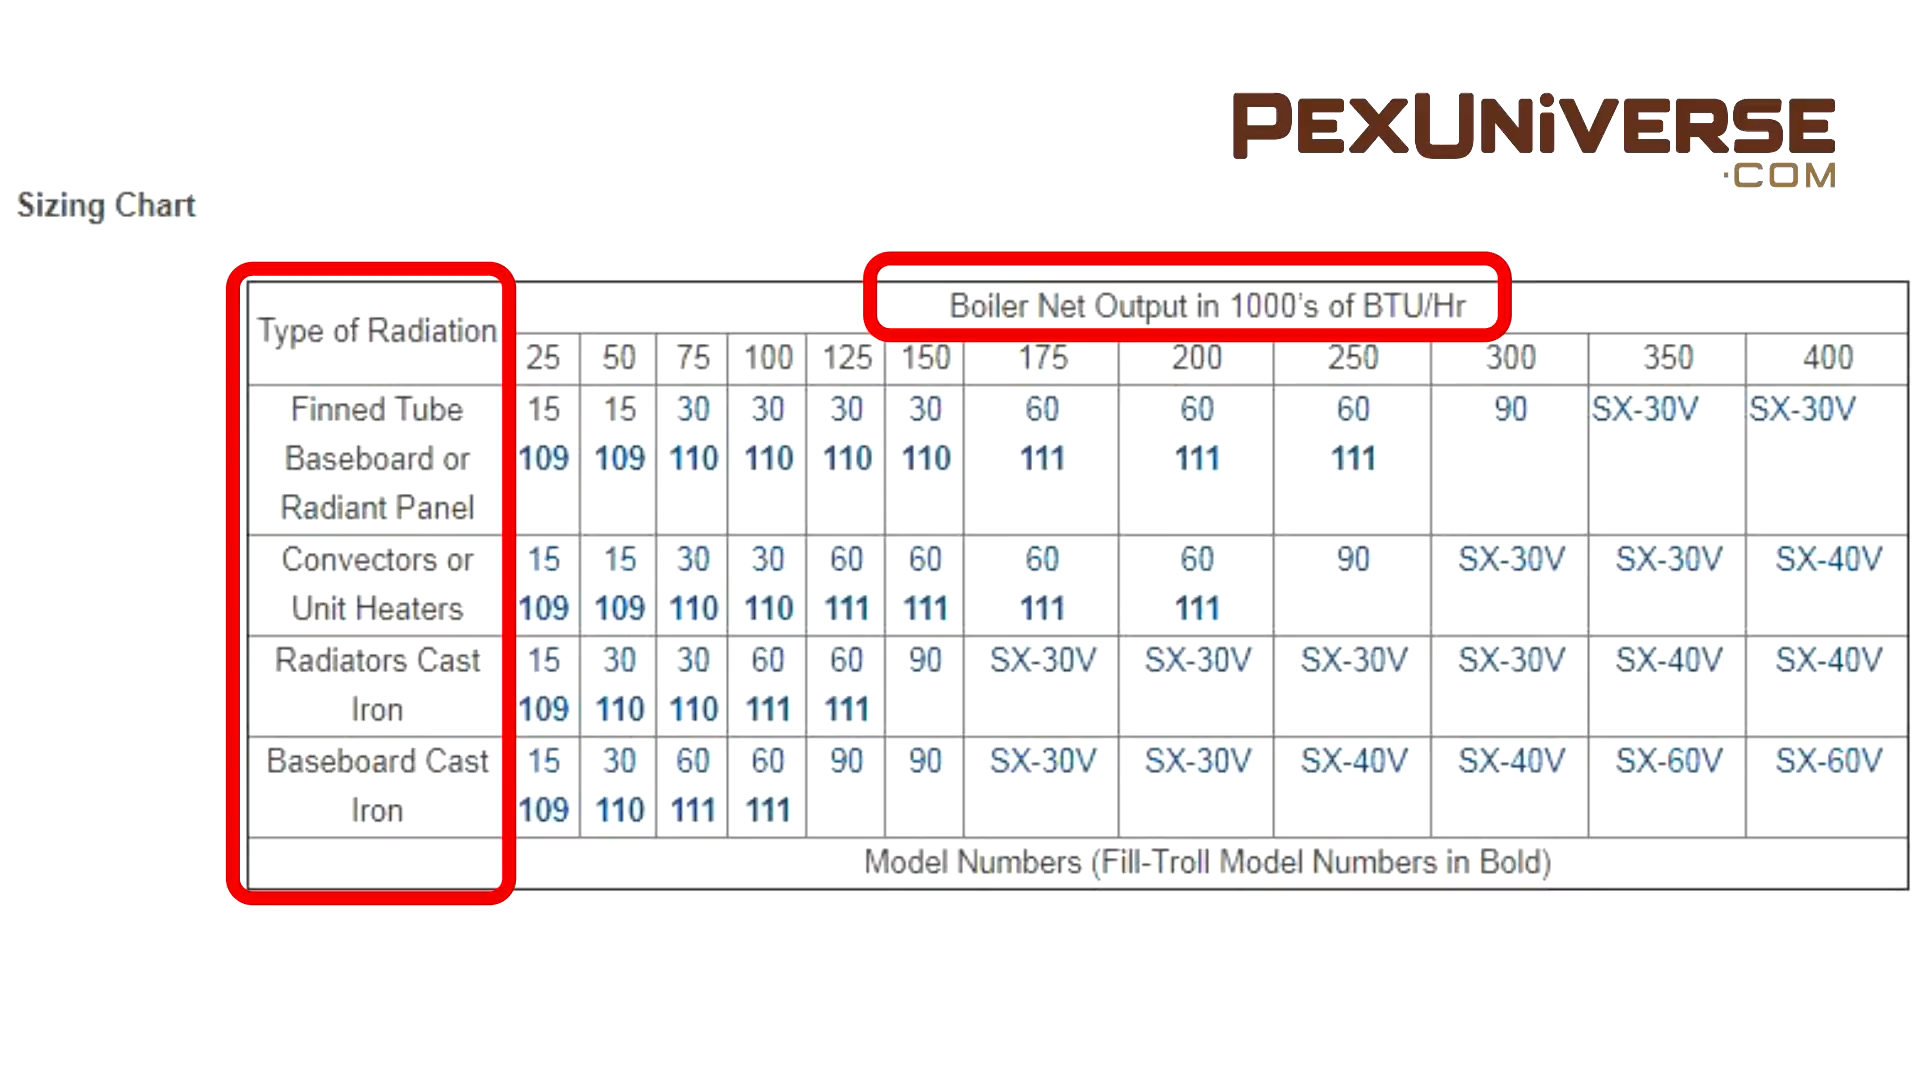 PEXUNiVERSE
.COM
Sizing Chart
Type of Radiation
Boiler Net Output in 1000's of BTU/Hr
25 50 75 100 125 150 175 200 250 300 350 400
Finned Tube 15 15 30 30 30 30 60 60 60 90 SX-30V SX-30V
Baseboard or 109 109 110 110 110 110 111 111 111
Radiant Panel
Convectors or 15 15 30 30 60 60 60 60 90 SX-30V SX-30V SX-40V
Unit Heaters 109 109 110 110 111 111 111 111
Radiators Cast 15 30 30 60 60 90 SX-30V SX-30V SX-30V SX-30V SX-40V SX-40V
Iron 109 110 110 111 111
Baseboard Cast 15 30 60 60 90 90 SX-30V SX-30V SX-40V SX-40V SX-60V SX-60V
Iron 109 110 111 111
Model Numbers (Fill-Troll Model Numbers in Bold)